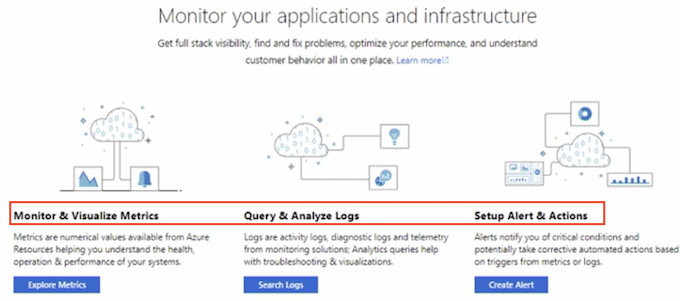 Monitor your applications and infrastructure
Get full stack visibility, find and fix problems, optimize your performance, and understand
customer behavior all in one place. Learn more
Monitor & Visualize Metrics
Metrics are numerical values available from Azure
Resources helping you understand the health,
operation & performance of your systems.
Explore Metrics
Query & Analyze Logs
Logs are activity logs, diagnostic logs and telemetry
from monitoring solutions; Analytics queries help
with troubleshooting & visualizations.
Search Logs
Setup Alert & Actions
Alerts notify you of critical conditions and
potentially take corrective automated actions based
on triggers from metrics or logs.
Create Alert